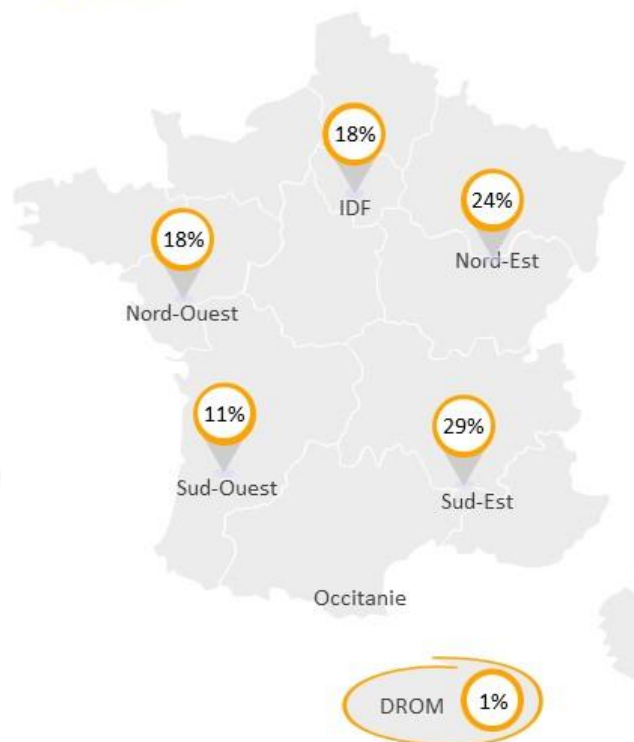 18%
IDF
24%
Nord-Est
18%
Nord-Ouest
11%
Sud-Ouest
29%
Sud-Est
Occitanie
DROM 1%